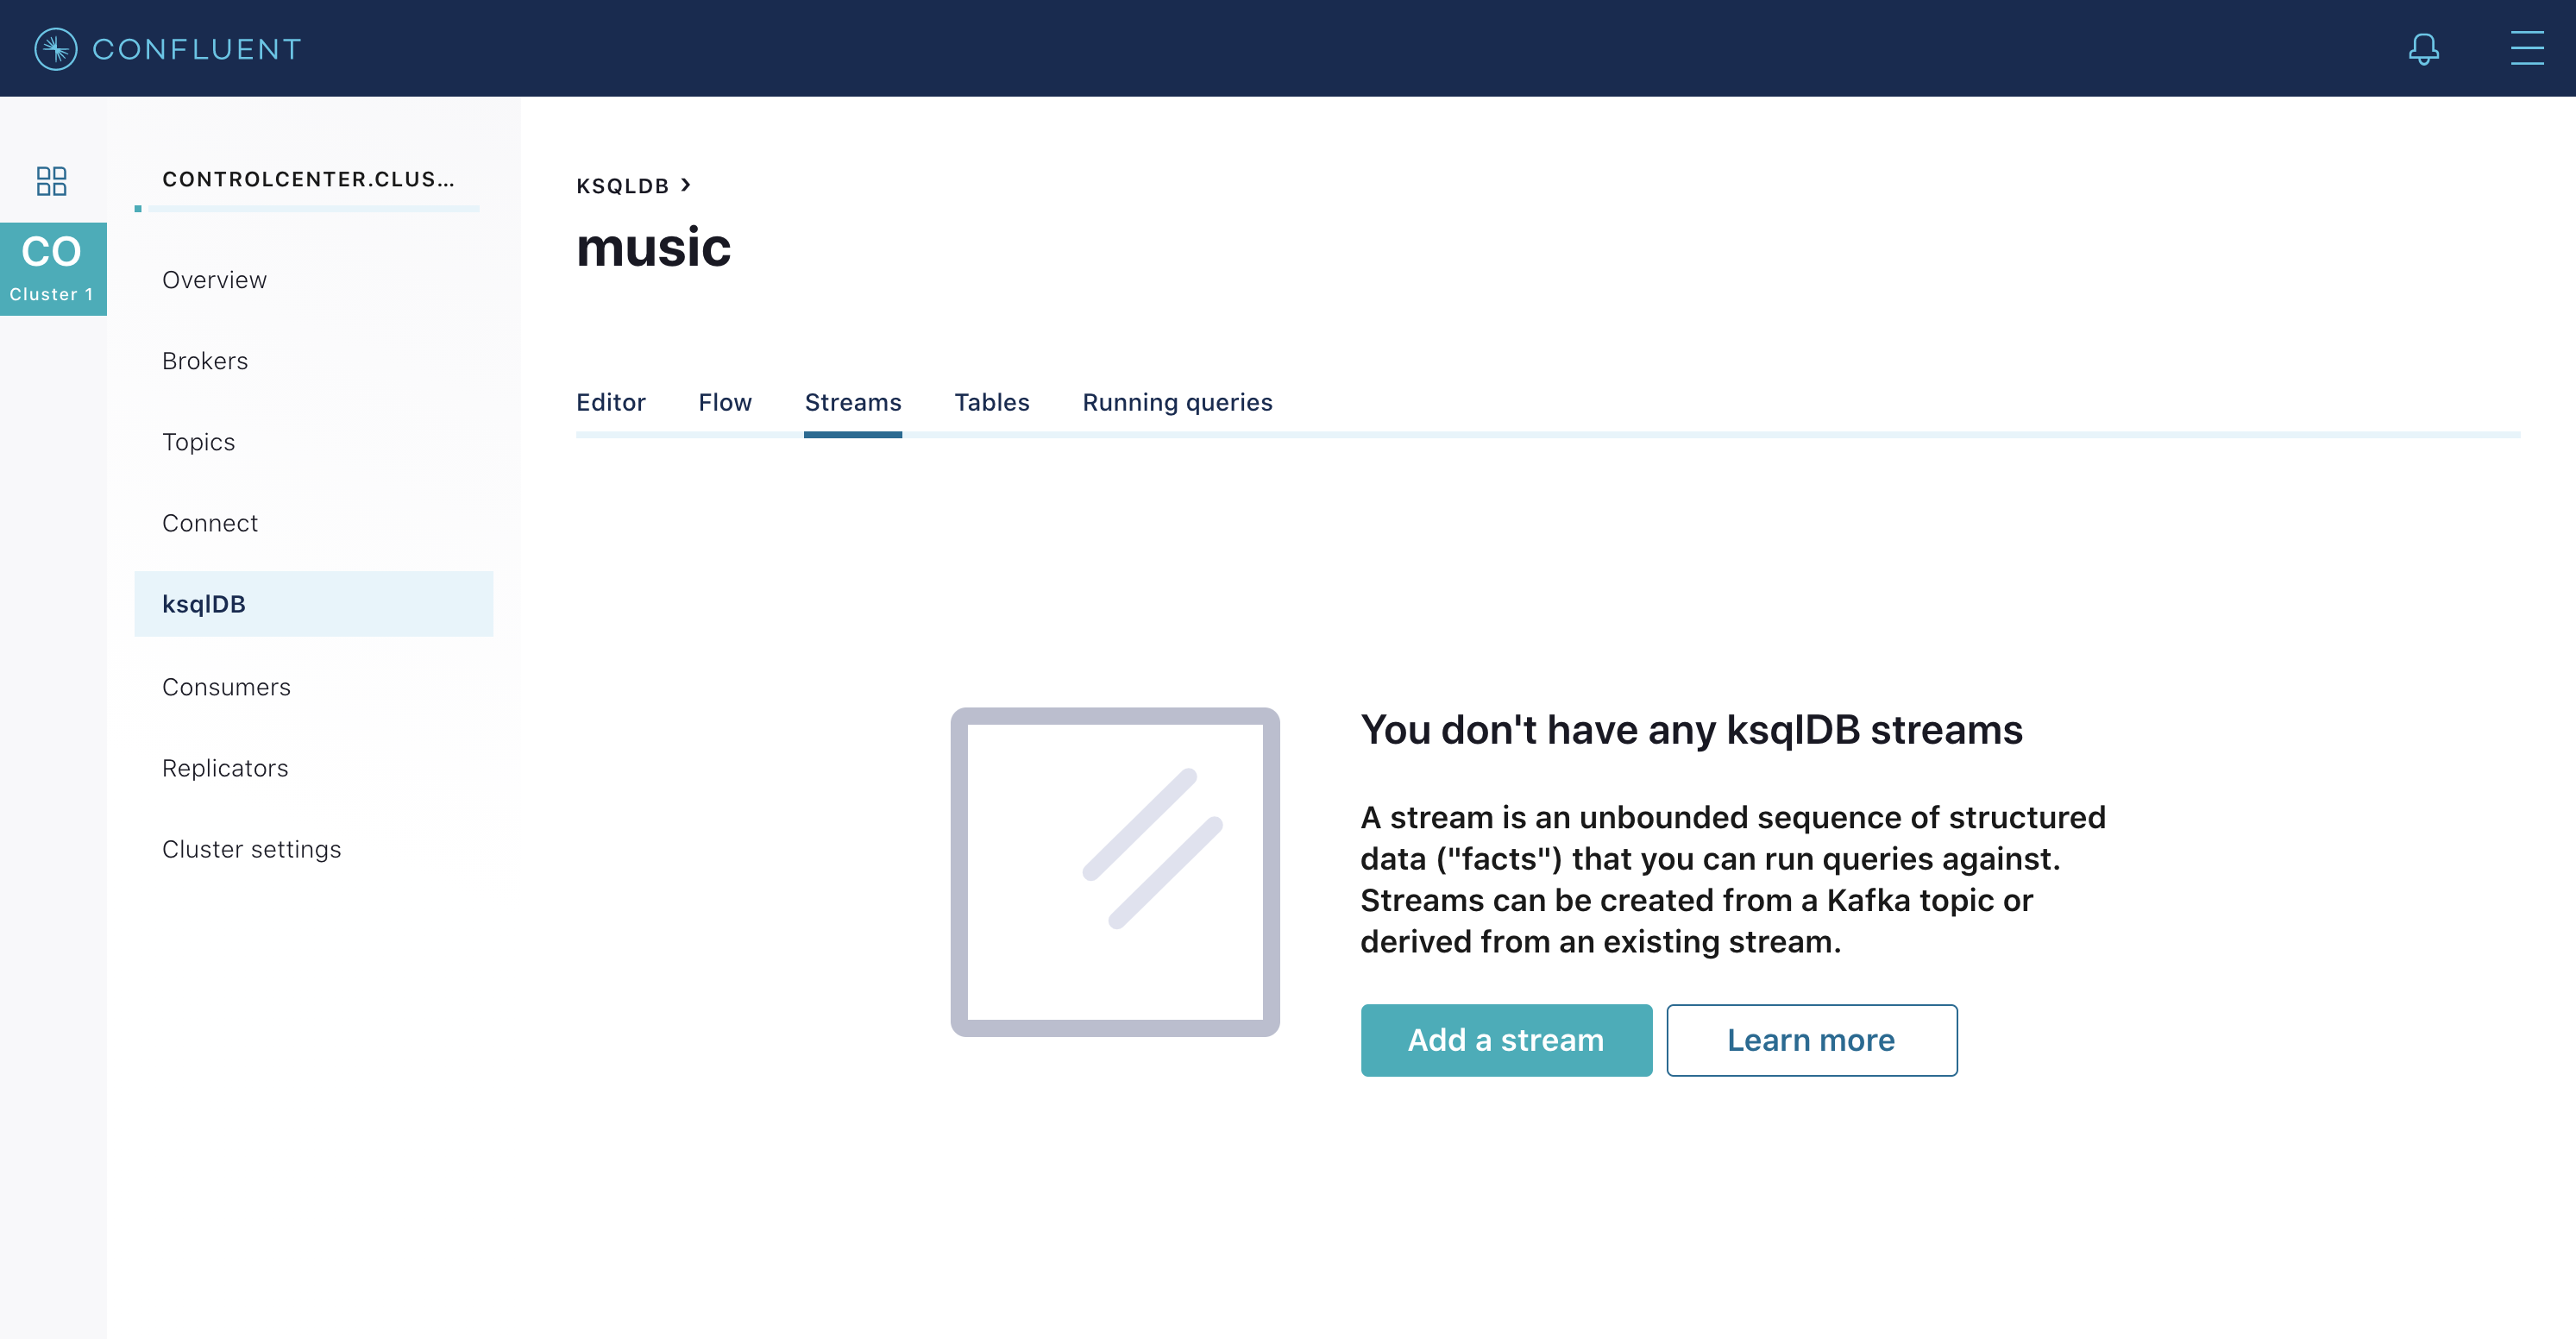 CONFLUENT
CO
Cluster 1
CONTROLCENTER.CLUS...
Overview
Brokers
Topics
Connect
ksqlDB
Consumers
Replicators
Cluster settings
KSQLDB >
music
Editor Flow Streams Tables Running queries
You don't have any ksqlDB streams
A stream is an unbounded sequence of structured
data ("facts") that you can run queries against.
Streams can be created from a Kafka topic or
derived from an existing stream.
Add a stream Learn more